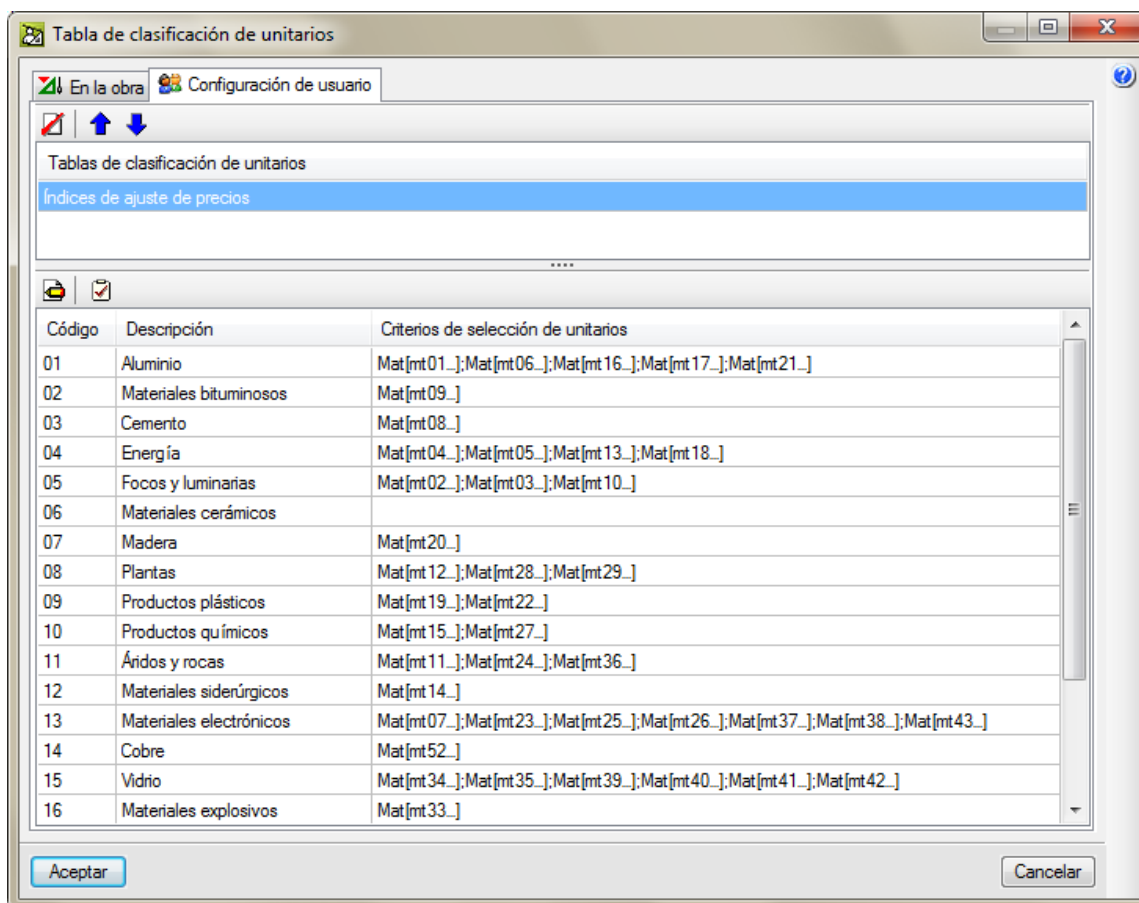 Tabla de clasificación de unitarios
En la obra Configuración de usuario
Tablas de clasificación de unitarios
Índices de ajuste de precios
Código Descripción Criterios de selección de unitarios
01 Aluminio Mat[mt01...];Mat[mt06...];Mat[mt16...];Mat[mt17...];Mat[mt21...]
02 Materiales bituminosos Mat[mt09...]
03 Cemento Mat[mt08...]
04 Energía Mat[mt04...];Mat[mt05...];Mat[mt13...];Mat[mt18...]
05 Focos y luminarias Mat[mt02...];Mat[mt03...];Mat[mt10...]
06 Materiales cerámicos
07 Madera Mat[mt20...]
08 Plantas Mat[mt12...];Mat[mt28...];Mat[mt29...]
09 Productos plásticos Mat[mt19...];Mat[mt22...]
10 Productos químicos Mat[mt15...];Mat[mt27...]
11 Áridos y rocas Mat[mt11...];Mat[mt24...];Mat[mt36...]
12 Materiales siderúrgicos Mat[mt14...]
13 Materiales electrónicos Mat[mt07...];Mat[mt23...];Mat[mt25...];Mat[mt26...];Mat[mt37...];Mat[mt38...];Mat[mt43...]
14 Cobre Mat[mt52...]
15 Vidrio Mat[mt34...];Mat[mt35...];Mat[mt39...];Mat[mt40...];Mat[mt41...];Mat[mt42...]
16 Materiales explosivos Mat[mt33...]
Aceptar Cancelar